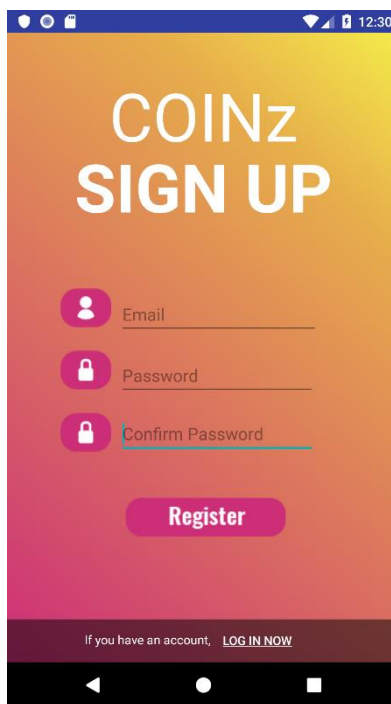 12:30
COINz
SIGN UP
Email
Password
Confirm Password
Register
If you have an account, LOG IN NOW